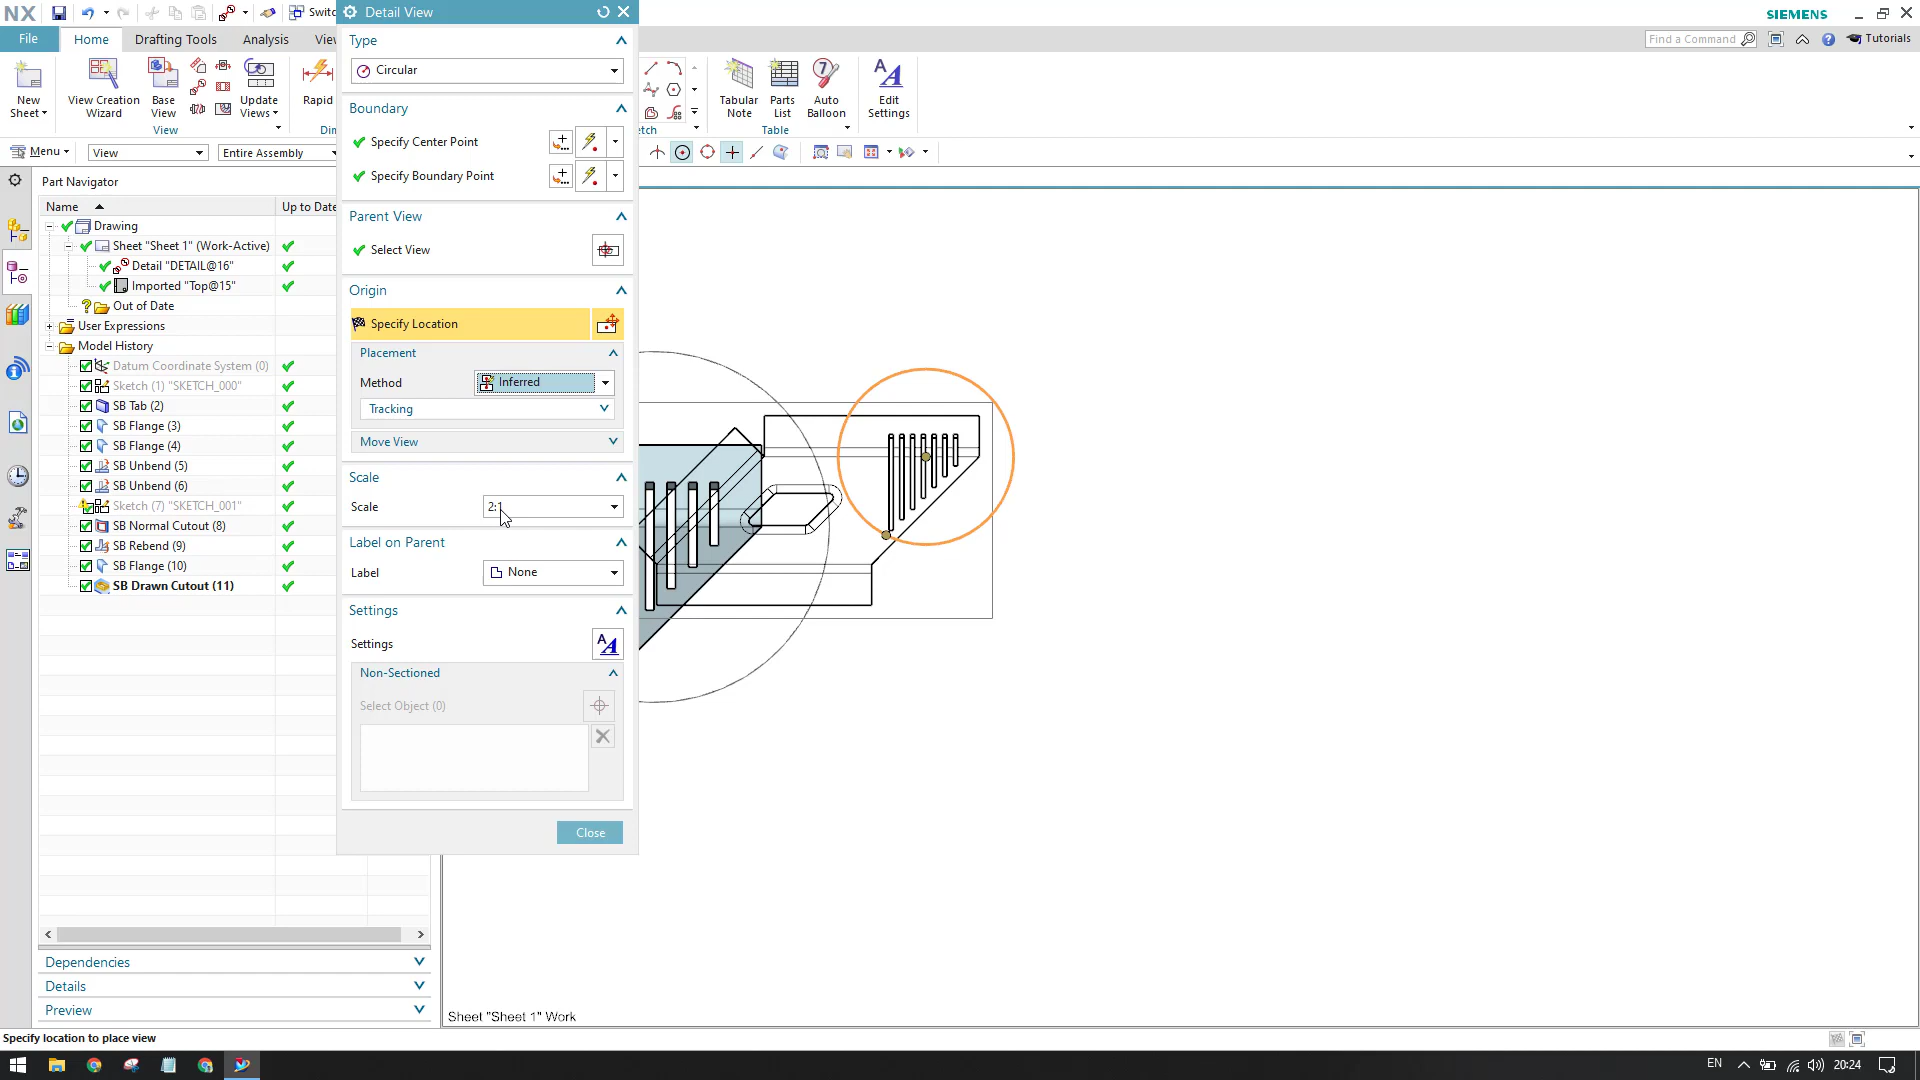 NX
Switc
SIEMENS
File
Home
Drafting Tools
Analysis
Vie
Find a Command
Tutorials
New Sheet
View Creation Wizard
Base View
Update Views
Rapid
Tabular Note
Parts List
Auto Balloon
Edit Settings
View
Table
Menu
View
Entire Assembly
Part Navigator
Name
Up to Date
Drawing
Sheet "Sheet 1" (Work-Active)
Detail "DETAIL@16"
Imported "Top@15"
Out of Date
User Expressions
Model History
Datum Coordinate System (0)
Sketch (1) "SKETCH_000"
SB Tab (2)
SB Flange (3)
SB Flange (4)
SB Unbend (5)
SB Unbend (6)
Sketch (7) "SKETCH_001"
SB Normal Cutout (8)
SB Rebend (9)
SB Flange (10)
SB Drawn Cutout (11)
Dependencies
Details
Preview
Detail View
Type
Circular
Boundary
Specify Center Point
Specify Boundary Point
Parent View
Select View
Origin
Specify Location
Placement
Method
Inferred
Tracking
Move View
Scale
Scale
2:1
Label on Parent
Label
None
Settings
Settings
Non-Sectioned
Select Object (0)
Close
Sheet "Sheet 1" Work
Specify location to place view
EN
20:24